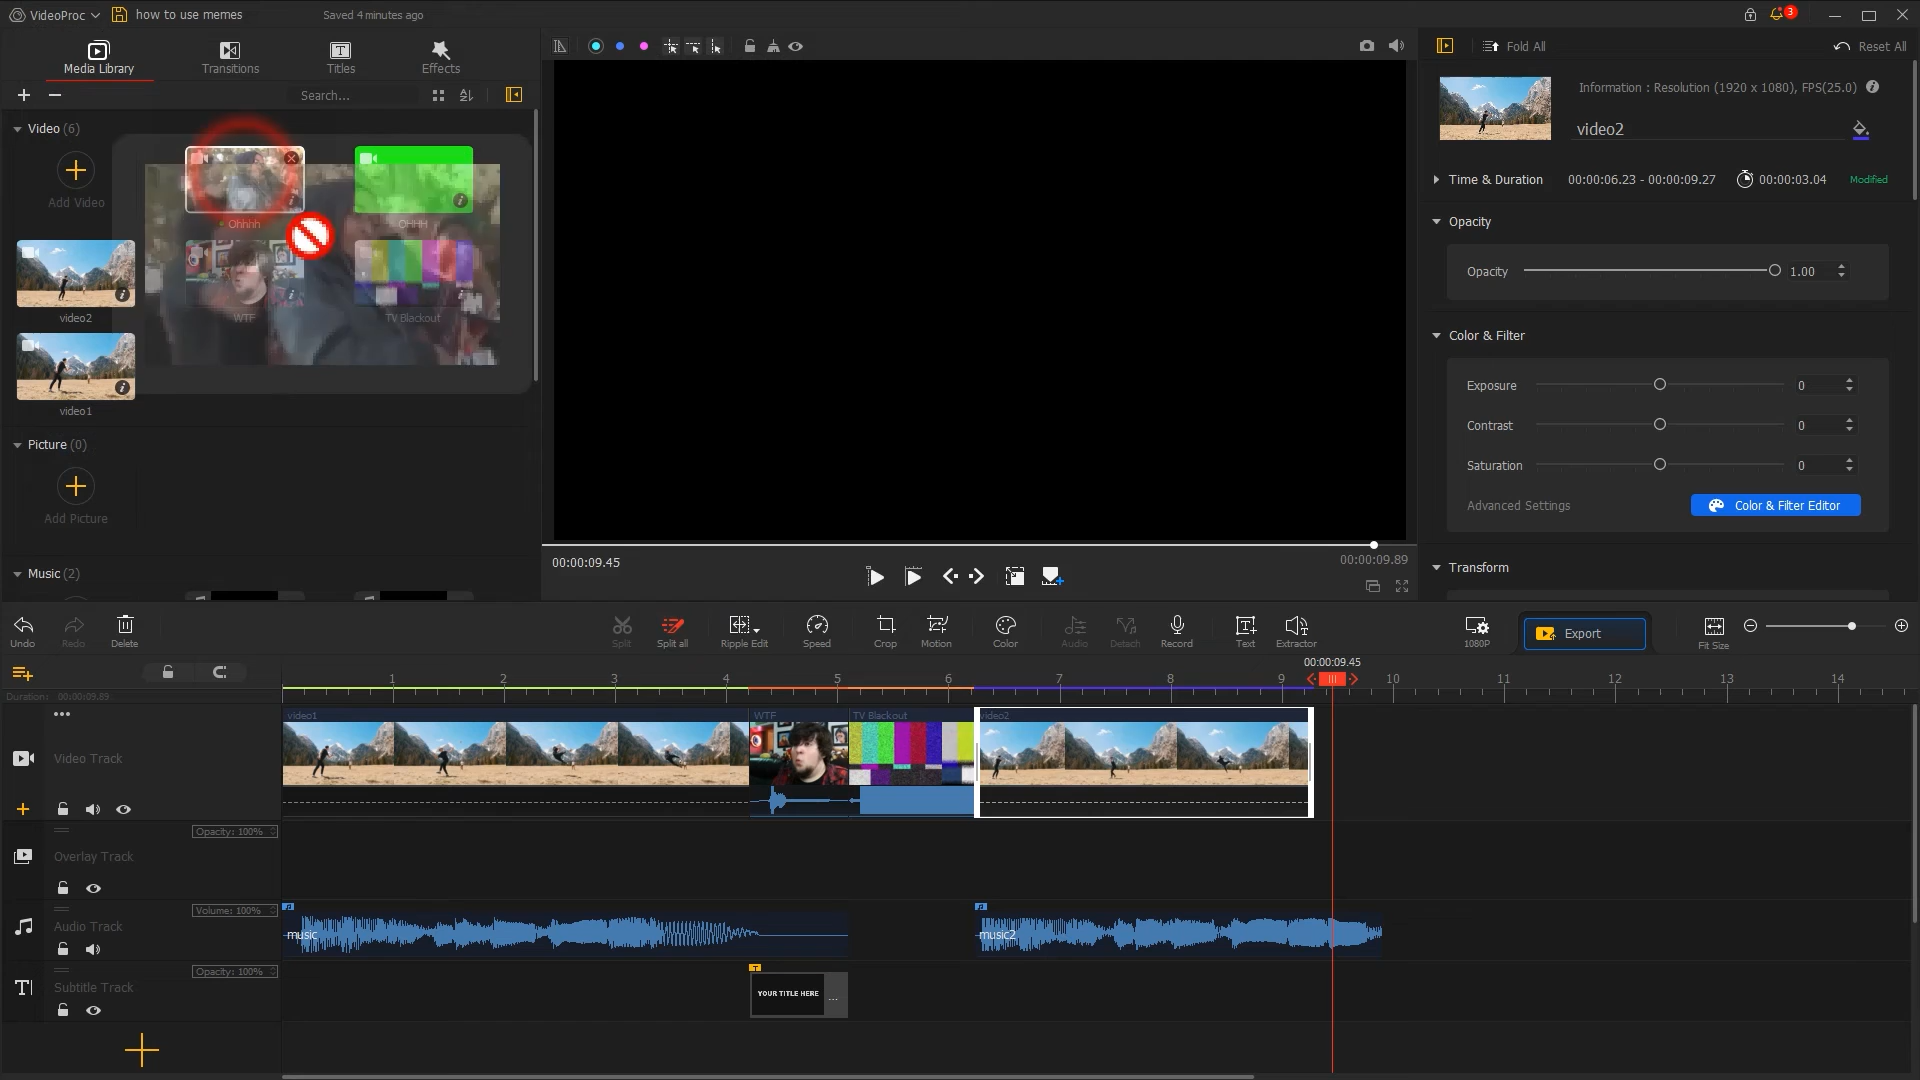 VideoProc
how to use memes
Saved 4 minutes ago
3
Media Library
Transitions
Titles
Effects
Fold All
Reset All
Search...
Information : Resolution (1920 x 1080), FPS(25.0)
video2
Video (6)
Add Video
Ohhhh
OHHH
video2
WTF
TV Blackout
video1
Picture (0)
Add Picture
Music (2)
Time & Duration
00:00:06.23 - 00:00:09.27
00:00:03.04
Modified
Opacity
Opacity
1.00
Color & Filter
Exposure
0
Contrast
0
Saturation
0
Advanced Settings
Color & Filter Editor
Transform
00:00:09.45
00:00:09.89
Undo
Redo
Delete
Split
Split all
Ripple Edit
Speed
Crop
Motion
Color
Audio
Detach
Record
Text
Extractor
1080P
Export
Fit Size
00:00:09.45
Duration: 00:00:09.89
1 2 3 4 5 6 7 8 9 10 11 12 13 14
video1
WTF
TV Blackout
video2
Video Track
Opacity: 100%
Overlay Track
Volume: 100%
Audio Track
music
music2
Opacity: 100%
Subtitle Track
YOUR TITLE HERE
...